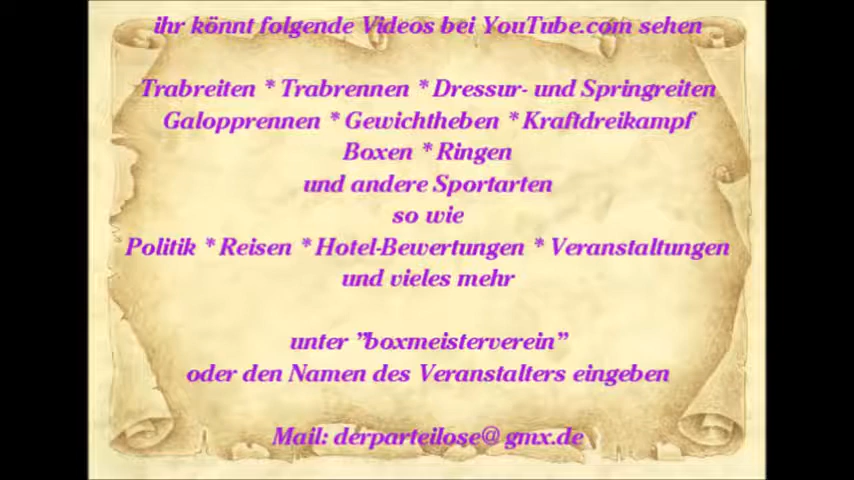 ihr könnt folgende Videos bei YouTube.com sehen
Trabreiten * Trabrennen * Dressur- und Springreiten
Galopprennen * Gewichtheben * Kraftdreikampf
Boxen * Ringen
und andere Sportarten
so wie
Politik * Reisen * Hotel-Bewertungen * Veranstaltungen
und vieles mehr
unter "boxmeisterverein"
oder den Namen des Veranstalters eingeben
Mail: derparteilose@gmx.de